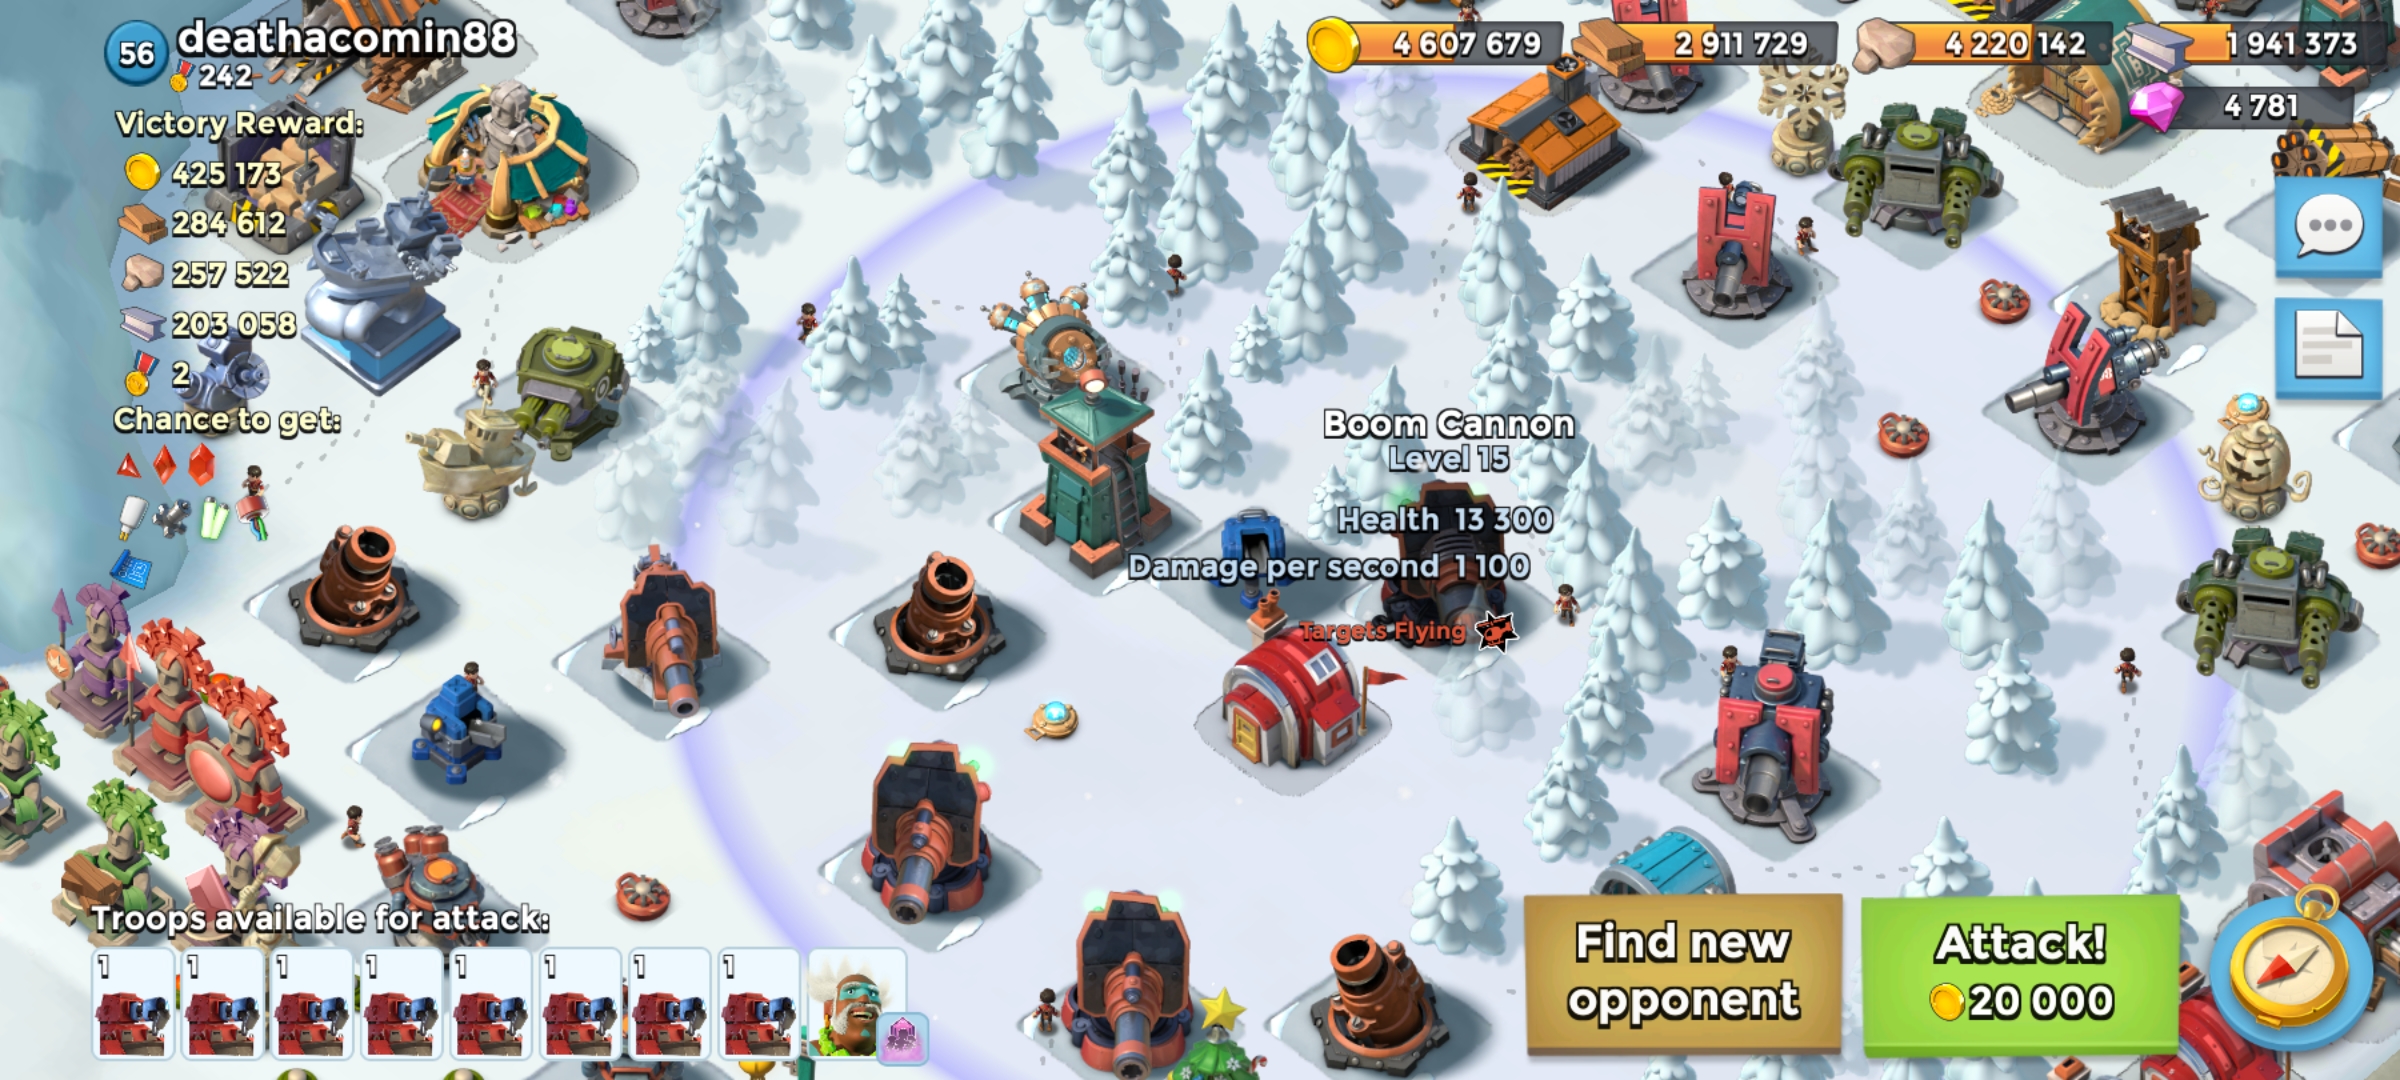 56 deathacomin88
242
Victory Reward:
425 173
284 612
257 522
203 058
2
Chance to get:
4 607 679
2 911 729
4 220 142
1 941 373
4 781
Boom Cannon
Level 15
Health 13 300
Damage per second 1 100
Targets Flying
Troops available for attack:
1 1 1 1 1 1 1 1
Find new
opponent
Attack!
20 000